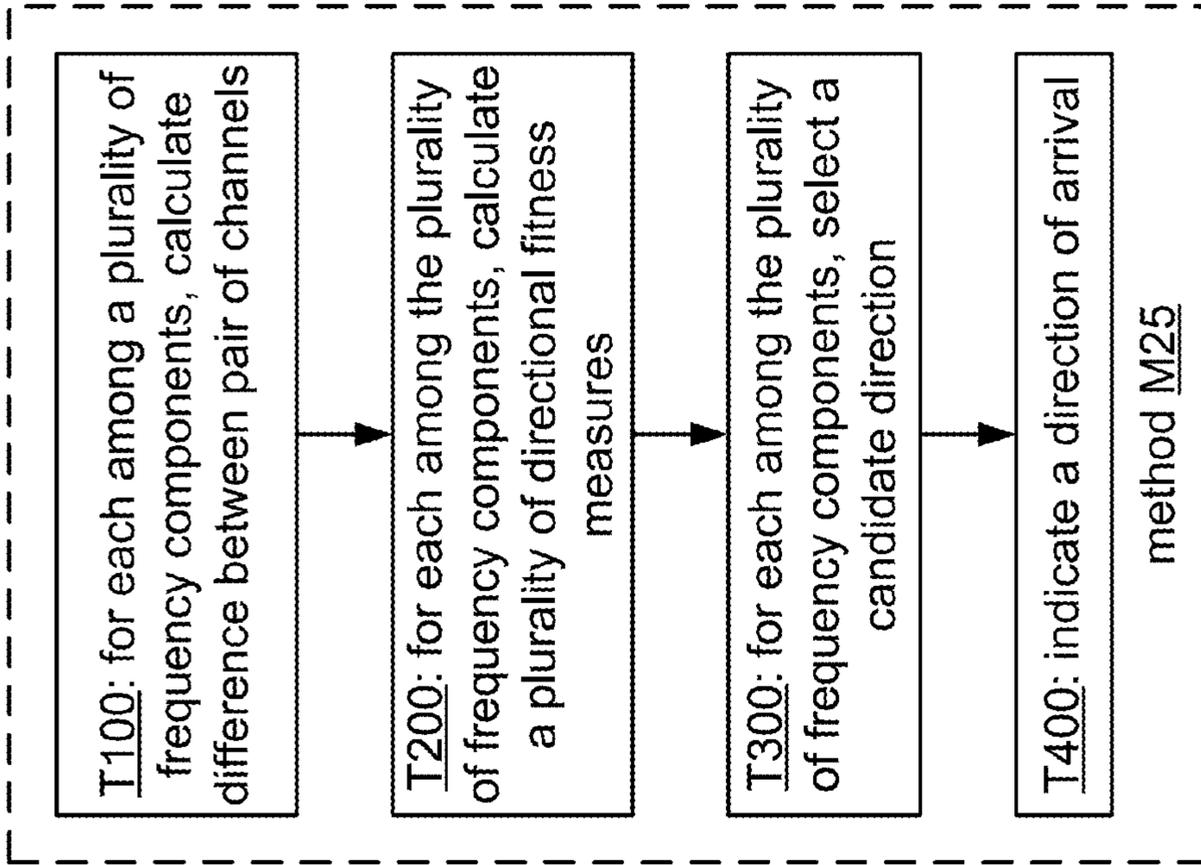 T100: for each among a plurality of
frequency components, calculate
difference between pair of channels
T200: for each among the plurality
of frequency components, calculate
a plurality of directional fitness
measures
T300: for each among the plurality
of frequency components, select a
candidate direction
T400: indicate a direction of arrival
method M25